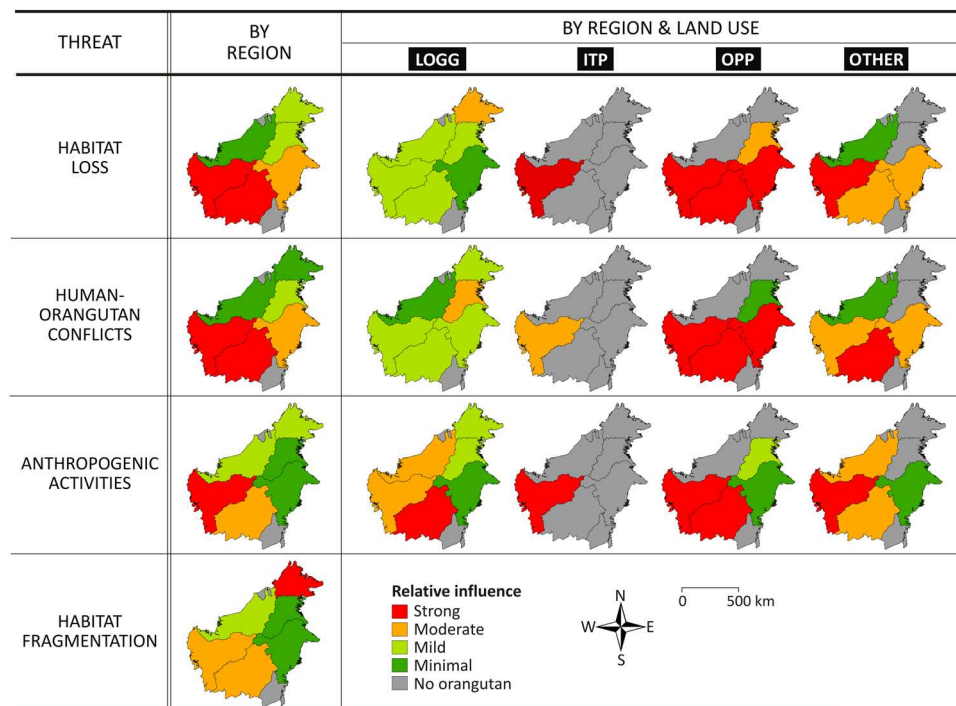 THREAT
BY
REGION
BY REGION & LAND USE
LOGG
ITP
OPP
OTHER
HABITAT
LOSS
HUMAN-
ORANGUTAN
CONFLICTS
ANTHROPOGENIC
ACTIVITIES
HABITAT
FRAGMENTATION
Relative influence
Strong
Moderate
Mild
Minimal
No orangutan
N
W
E
S
0 500 km